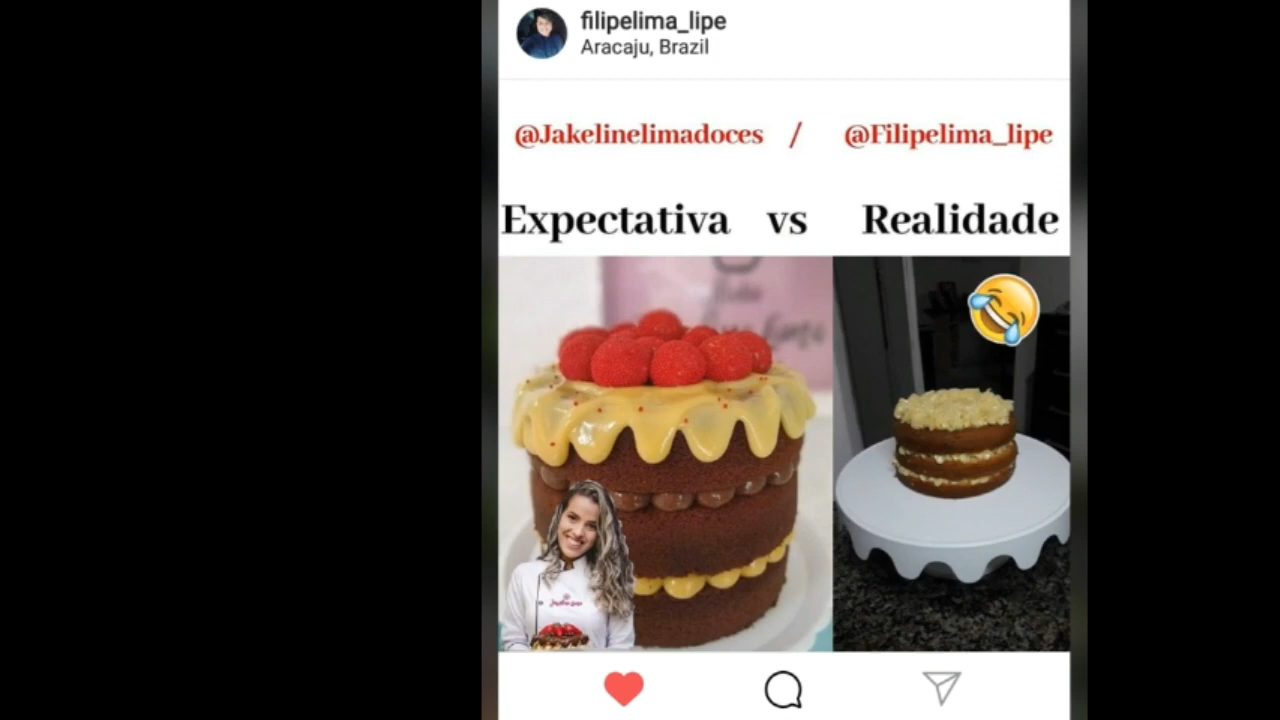 filipelima_lipe
Aracaju, Brazil
@Jakelinelimadoces / @Filipelima_lipe
Expectativa vs Realidade